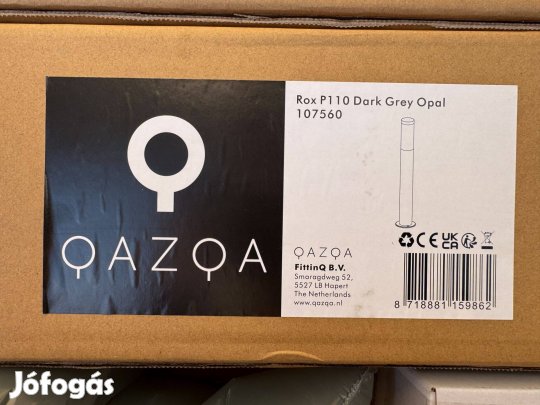 QAZQA
Rox P110 Dark Grey Opal
107560
QAZQA
FittinQ B.V.
Smaragdweg 52,
5527 LB Hapert
The Netherlands
www.qazqa.nl
CE UK CA
8 718881 159862
Jófogás